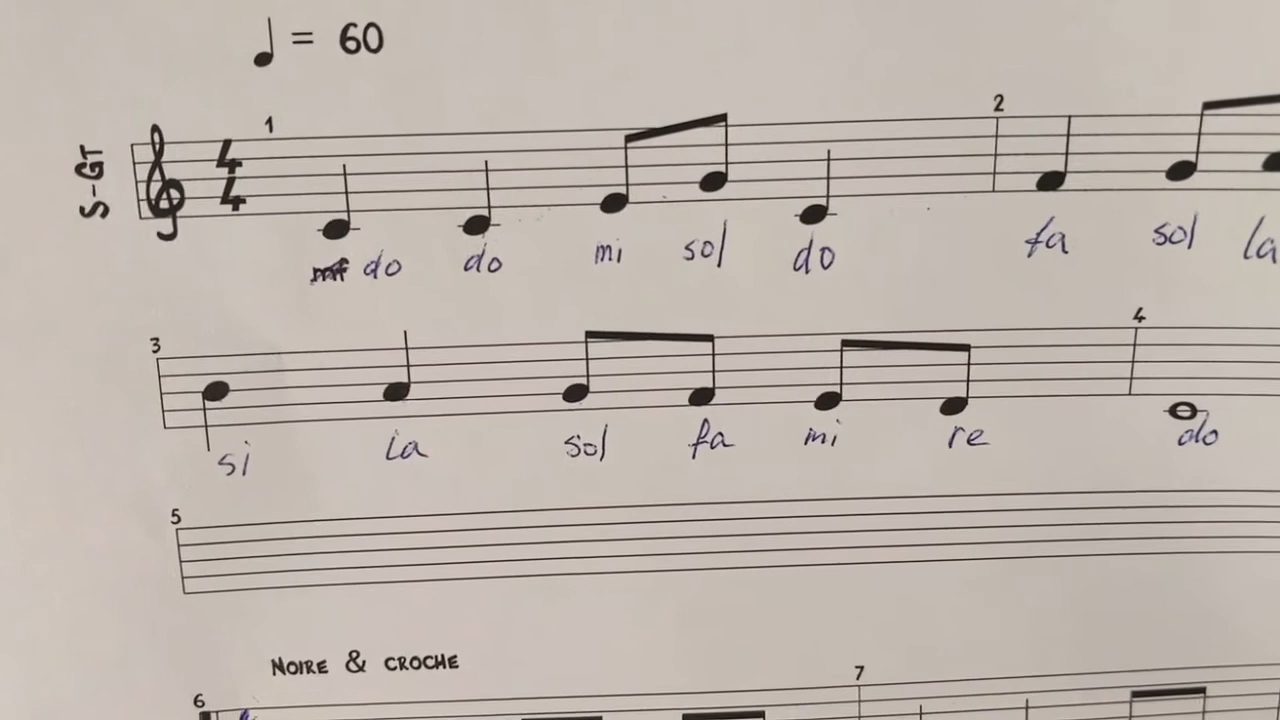 ♩ = 60
S-GT
1 2
4
4
do do mi sol do fa sol la
3 4
si la sol fa mi re do
5
NOIRE & CROCHE
6 7